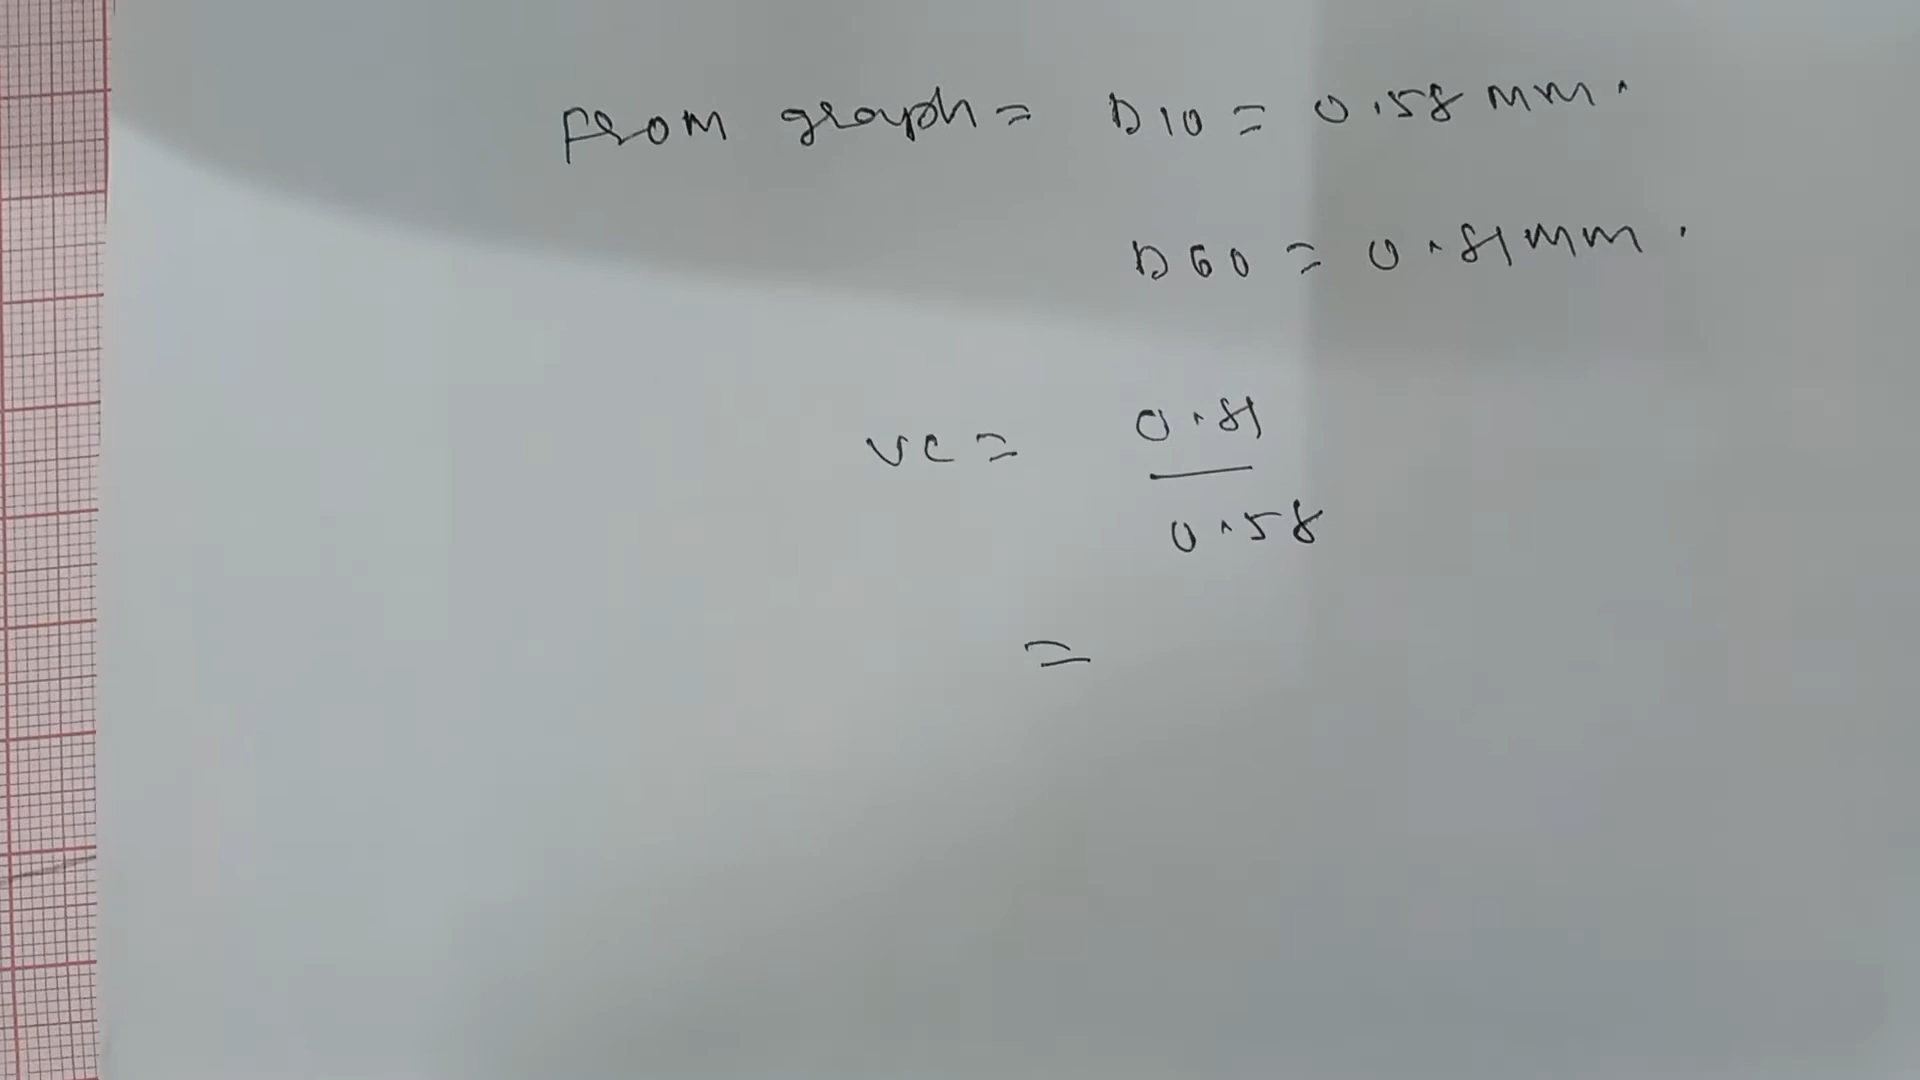 From graph = D10 = 0.58 mm.
D60 = 0.81 mm.
UC = 0.81
0.58
=